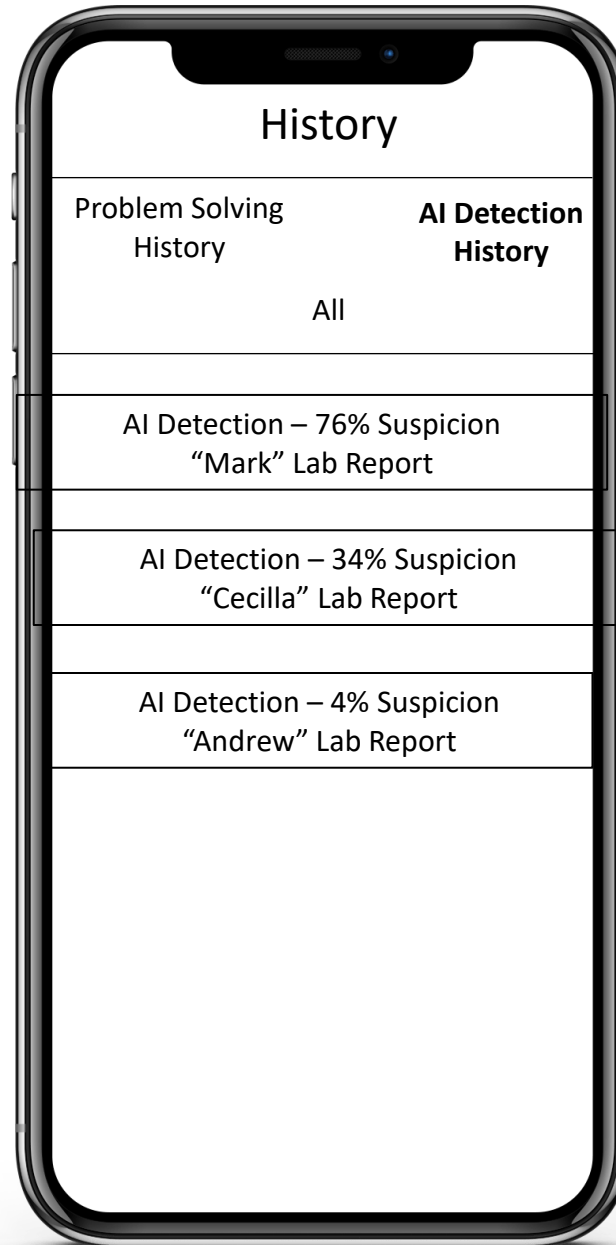 History
Problem Solving
History
AI Detection
History
All
AI Detection – 76% Suspicion
“Mark” Lab Report
AI Detection – 34% Suspicion
“Cecilla” Lab Report
AI Detection – 4% Suspicion
“Andrew” Lab Report